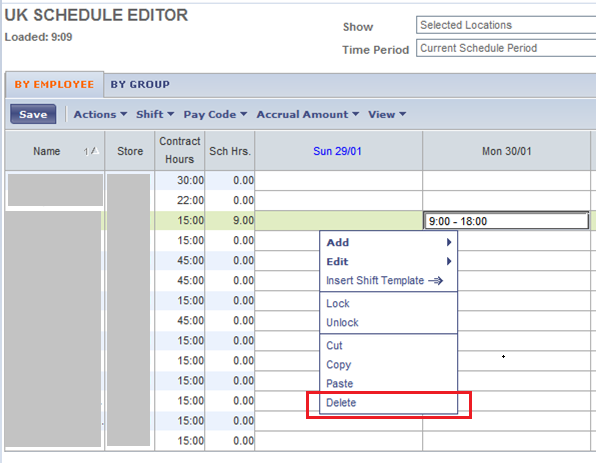 UK SCHEDULE EDITOR
Loaded: 9:09
Show Selected Locations
Time Period Current Schedule Period
BY EMPLOYEE BY GROUP
Save Actions Shift Pay Code Accrual Amount View
Name 1 Store Contract Hours Sch Hrs. Sun 29/01 Mon 30/01
30:00 0.00
22:00 0.00
15:00 9.00 9:00 - 18:00
15:00 0.00
45:00 0.00
45:00 0.00
15:00 0.00
45:00 0.00
15:00 0.00
15:00 0.00
15:00 0.00
15:00 0.00
15:00 0.00
15:00 0.00
Add
Edit
Insert Shift Template
Lock
Unlock
Cut
Copy
Paste
Delete